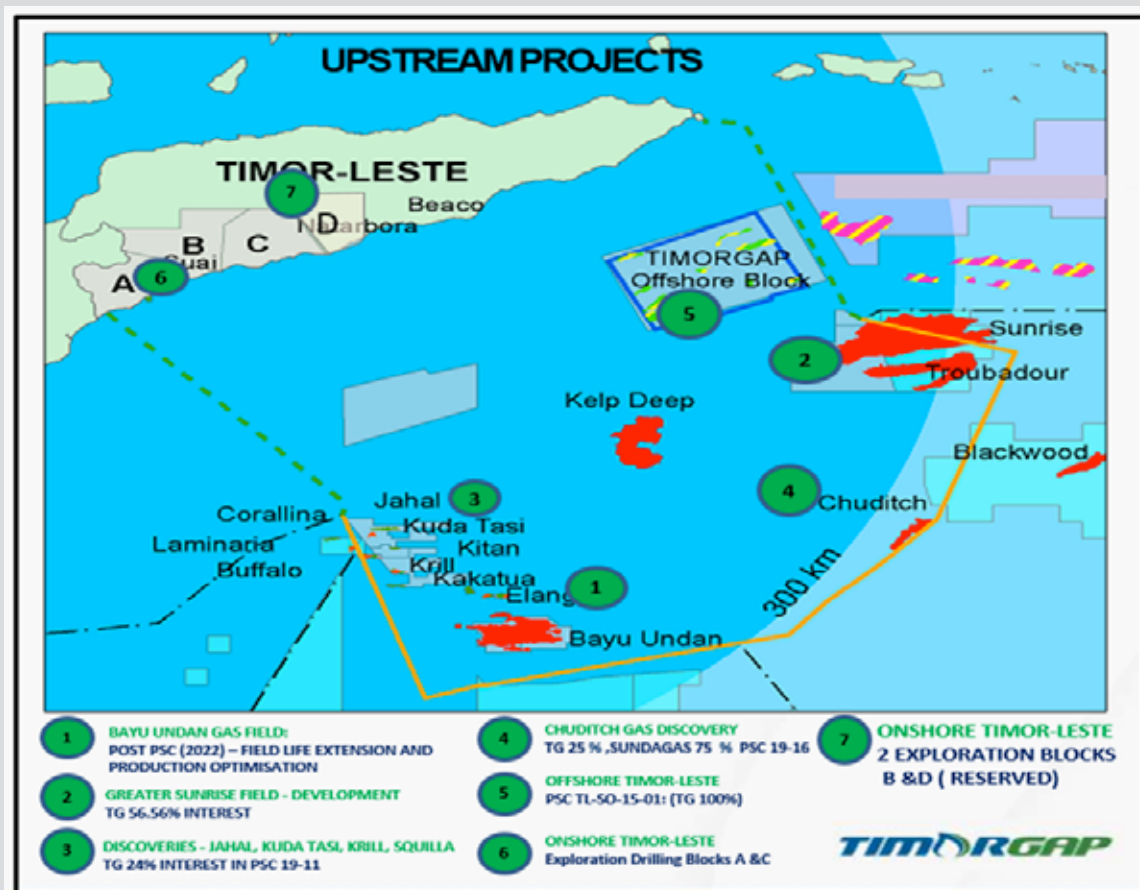 UPSTREAM PROJECTS
TIMOR-LESTE
7
Beaco
D
Natarbora
B
C
Suai
A
6
TIMORGAP
Offshore Block
5
Sunrise
2
Troubadour
Kelp Deep
Blackwood
4
Chuditch
Jahal
3
Corallina
Kuda Tasi
Laminaria
Kitan
Buffalo
Krill
Kakatua
1
Elang
300 km
Bayu Undan
1
BAYU UNDAN GAS FIELD:
POST PSC (2022) – FIELD LIFE EXTENSION AND
PRODUCTION OPTIMISATION
2
GREATER SUNRISE FIELD - DEVELOPMENT
TG 56.56% INTEREST
3
DISCOVERIES - JAHAL, KUDA TASI, KRILL, SQUILLA
TG 24% INTEREST IN PSC 19-11
4
CHUDITCH GAS DISCOVERY
TG 25 % ,SUNDAGAS 75 % PSC 19-16
5
OFFSHORE TIMOR-LESTE
PSC TL-SO-15-01: (TG 100%)
6
ONSHORE TIMOR-LESTE
Exploration Drilling Blocks A &C
7
ONSHORE TIMOR-LESTE
2 EXPLORATION BLOCKS
B &D ( RESERVED)
TIMORGAP